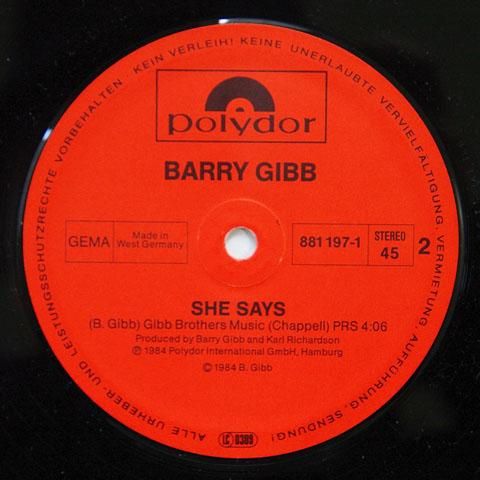 ALLE URHEBER- UND LEISTUNGSSCHUTZRECHTE VORBEHALTEN · KEIN VERLEIH! KEINE UNERLAUBTE VERVIELFÄLTIGUNG, VERMIETUNG, AUFFÜHRUNG, SENDUNG!
polydor
BARRY GIBB
GEMA
Made in
West Germany
881 197-1
STEREO
45
2
SHE SAYS
(B. Gibb) Gibb Brothers Music (Chappell) PRS 4:06
Produced by Barry Gibb and Karl Richardson
℗ 1984 Polydor International GmbH, Hamburg
© 1984 B. Gibb
LC 0309